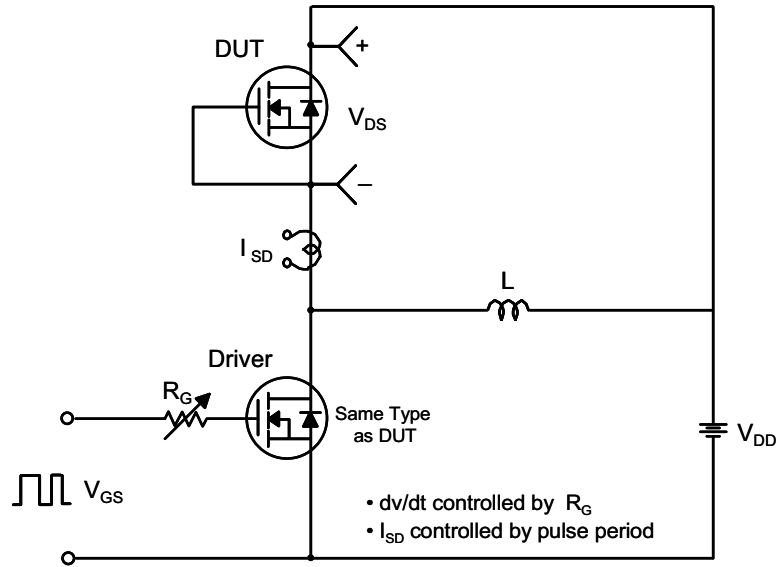 DUT
+
V_DS
–
I_SD
L
Driver
R_G
Same Type
as DUT
V_DD
V_GS
• dv/dt controlled by R_G
• I_SD controlled by pulse period